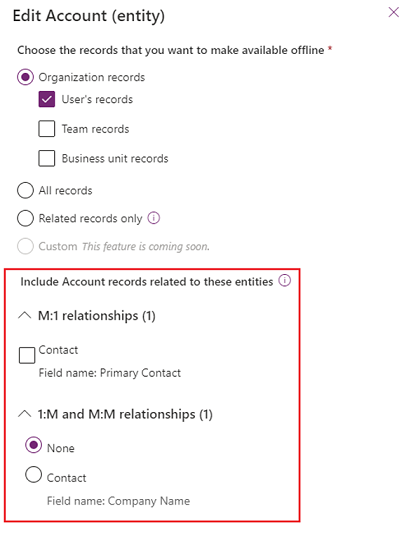 Edit Account (entity)
Choose the records that you want to make available offline *
Organization records
User's records
Team records
Business unit records
All records
Related records only
Custom This feature is coming soon.
Include Account records related to these entities
M:1 relationships (1)
Contact
Field name: Primary Contact
1:M and M:M relationships (1)
None
Contact
Field name: Company Name